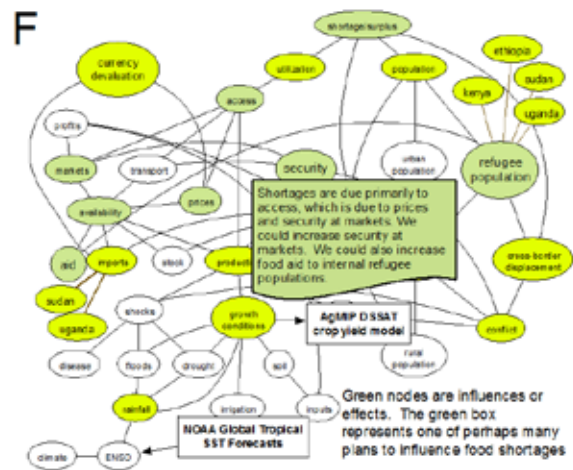 F
shortage/surplus
currency
devaluation
utilization
population
ethiopia
sudan
kenya
uganda
access
profits
markets
transport
security
urban
population
refugee
population
prices
availability
Shortages are due primarily to
access, which is due to prices
and security at markets. We
could increase security at
markets. We could also increase
food aid to internal refugee
populations.
aid
imports
stock
producti
cross-border
displacement
sudan
uganda
shocks
growth
conditions
AgMIP DSSAT
crop yield model
conflict
disease
floods
drought
soil
rural
population
rainfall
irrigation
inputs
NOAA Global Tropical
SST Forecasts
climate
ENSO
Green nodes are influences or
effects. The green box
represents one of perhaps many
plans to influence food shortages